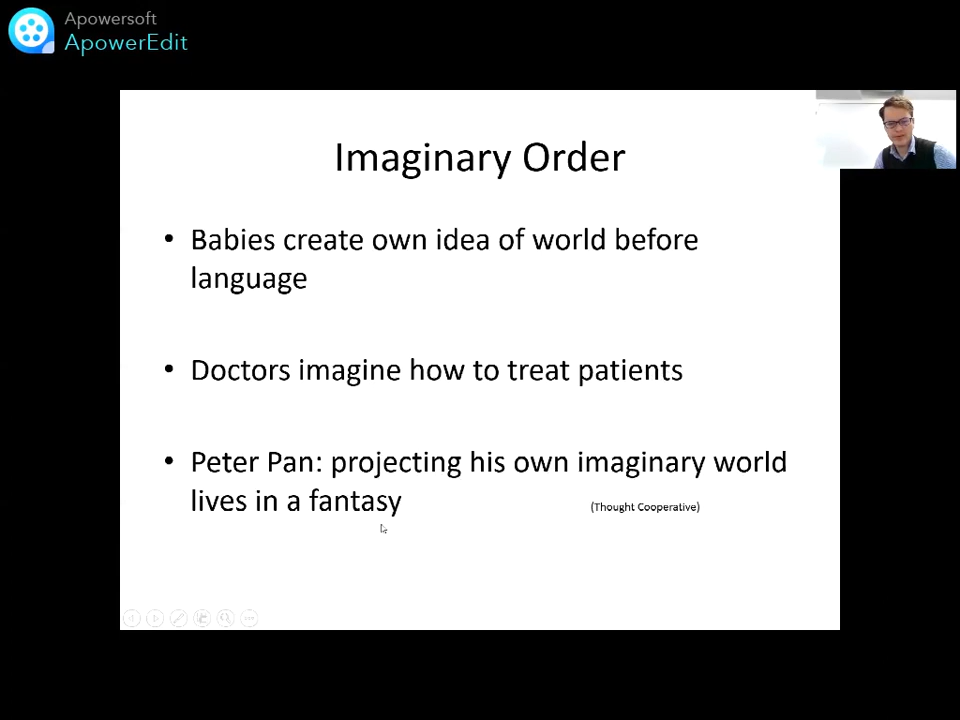 Apowersoft
ApowerEdit
Imaginary Order
• Babies create own idea of world before
language
• Doctors imagine how to treat patients
• Peter Pan: projecting his own imaginary world
lives in a fantasy
(Thought Cooperative)